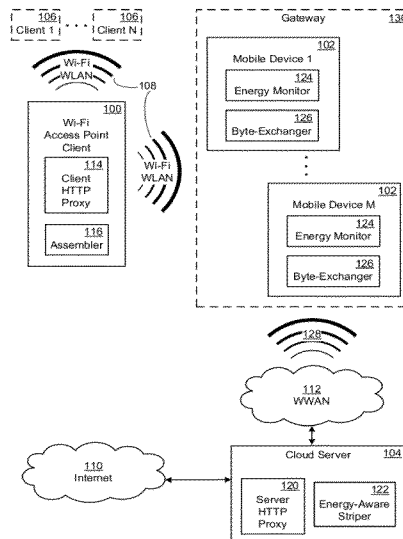 106
Client 1
106
Client N
Wi-Fi
WLAN
108
100
Wi-Fi
Access Point
Client
114
Client
HTTP
Proxy
116
Assembler
Wi-Fi
WLAN
Gateway
130
102
Mobile Device 1
124
Energy Monitor
126
Byte-Exchanger
102
Mobile Device M
124
Energy Monitor
126
Byte-Exchanger
128
112
WWAN
110
Internet
Cloud Server
104
120
Server
HTTP
Proxy
122
Energy-Aware
Striper